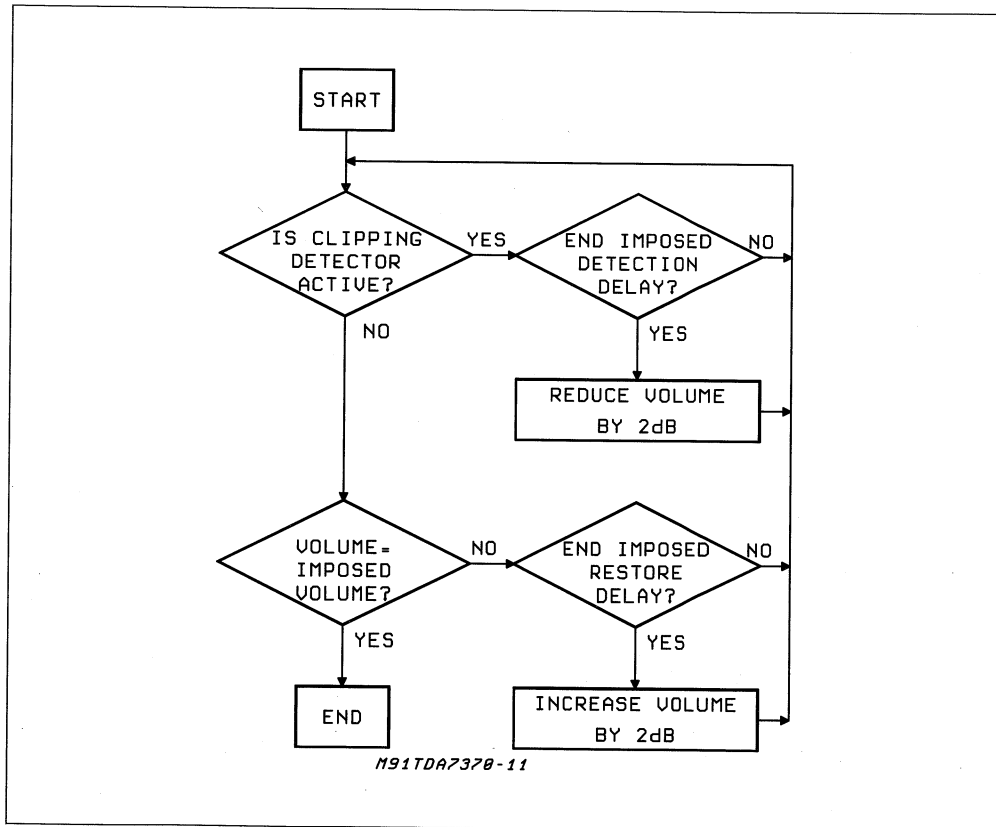 START
IS CLIPPING
DETECTOR
ACTIVE?
YES
END IMPOSED
DETECTION
DELAY?
NO
NO
YES
REDUCE VOLUME
BY 2dB
VOLUME=
IMPOSED
VOLUME?
NO
END IMPOSED
RESTORE
DELAY?
NO
YES
YES
END
INCREASE VOLUME
BY 2dB
M91TDA7370-11